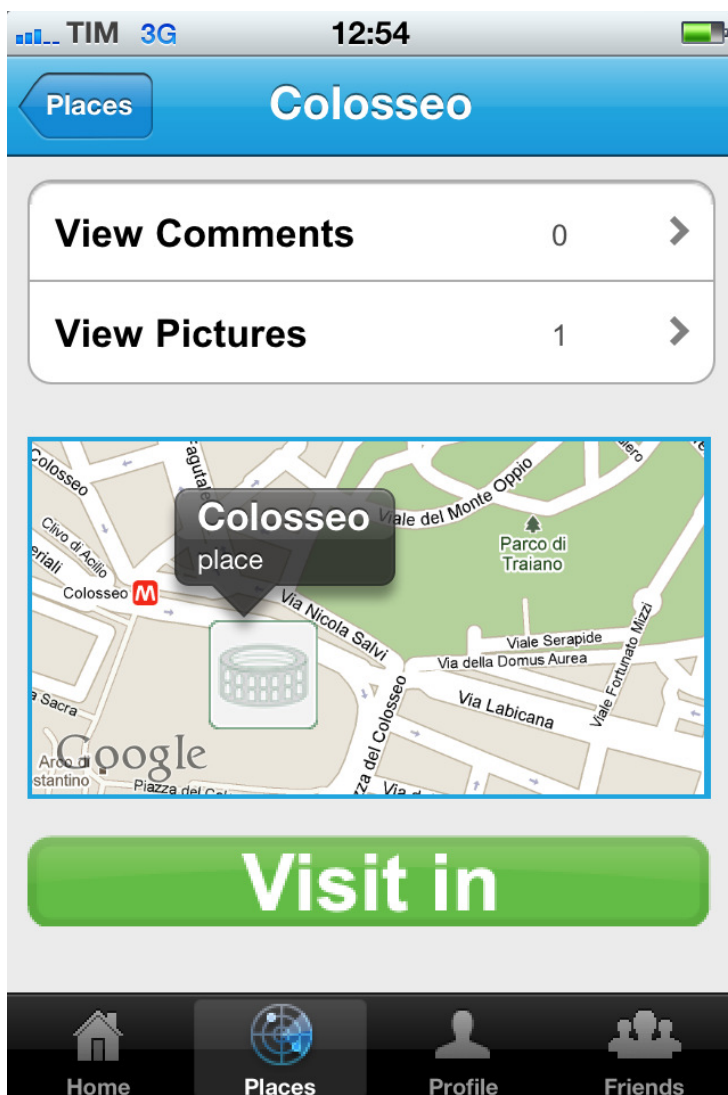 TIM 3G 12:54
Places
Colosseo
View Comments 0
View Pictures 1
Colosseo
Clivo di Acilio
Colosseo M
Colosseo
place
Viale del Monte Oppio
Parco di
Traiano
Via Nicola Salvi
Viale Serapide
Via della Domus Aurea
Viale Fortunato Mizzi
Via Labicana
Sacra
Google
Arco di
Piazza del
del Colosseo
Visit in
Home Places Profile Friends